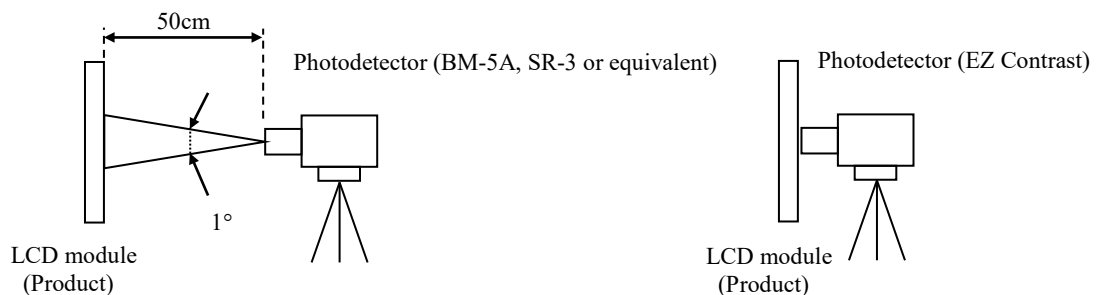 50cm
Photodetector (BM-5A, SR-3 or equivalent)
1°
LCD module
(Product)
Photodetector (EZ Contrast)
LCD module
(Product)